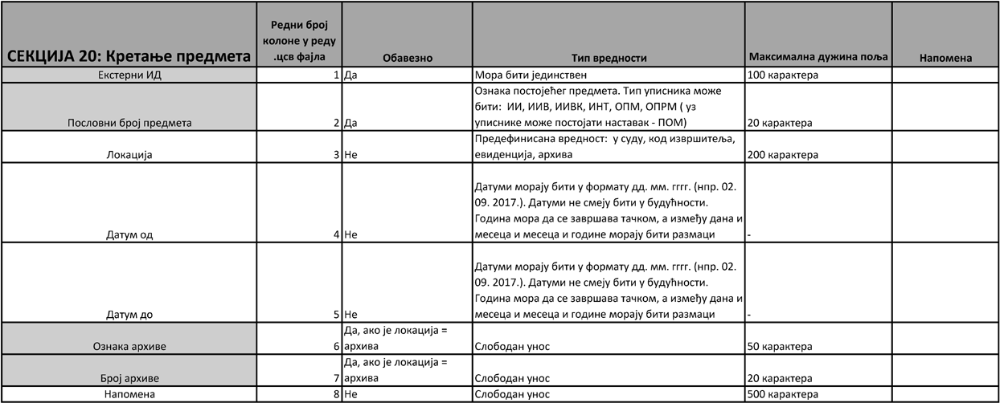 СЕКЦИЈА 20: Кретање предмета
Редни број
колоне у реду
.цсв фајла
Обавезно
Тип вредности
Максимална дужина поља
Напомена
Екстерни ИД
1
Да
Мора бити јединствен
100 карактера
Пословни број предмета
2
Да
Ознака постојећег предмета. Тип уписника може
бити: ИИ, ИИВ, ИИВК, ИНТ, ОПМ, ОПРМ ( уз
уписнике може постојати наставак - ПОМ)
20 карактера
Локација
3
Не
Предефинисана вредност: у суду, код извршитеља,
евиденција, архива
200 карактера
Датум од
4
Не
Датуми морају бити у формату дд. мм. гггг. (нпр. 02.
09. 2017.). Датуми не смеју бити у будућности.
Година мора да се завршава тачком, а између дана и
месеца и месеца и године морају бити размаци
-
Датум до
5
Не
Датуми морају бити у формату дд. мм. гггг. (нпр. 02.
09. 2017.). Датуми не смеју бити у будућности.
Година мора да се завршава тачком, а између дана и
месеца и месеца и године морају бити размаци
-
Ознака архиве
6
Да, ако је локација =
архива
Слободан унос
50 карактера
Број архиве
7
Да, ако је локација =
архива
Слободан унос
20 карактера
Напомена
8
Не
Слободан унос
500 карактера